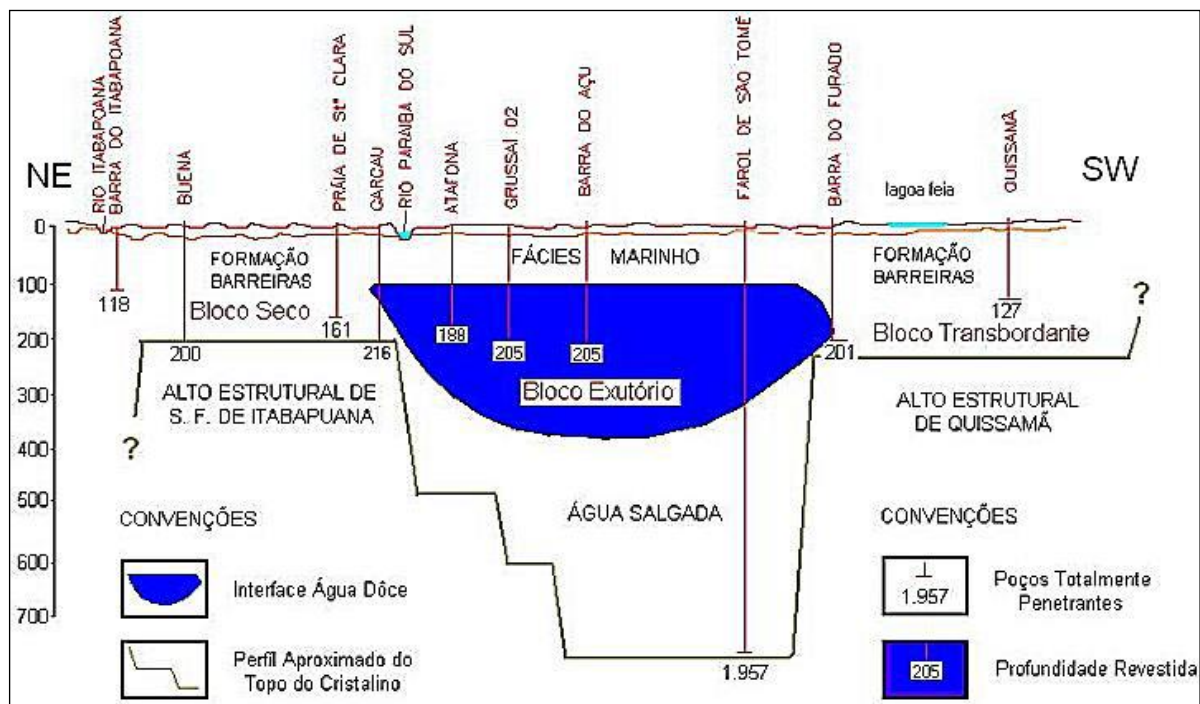 RIO ITABAPOANA
BARRA DO ITABAPOANA
BUENA
PRÁIA DE Stª CLARA
GARGAU
RIO PARAIBA DO SUL
ATAFONA
GRUSSAI 02
BARRA DO AÇU
FAROL DE SÃO TOMÉ
BARRA DO FURADO
QUISSAMÃ
NE
SW
lagoa feia
0
100
200
300
400
500
600
700
FORMAÇÃO
BARREIRAS
Bloco Seco
FÁCIES MARINHO
FORMAÇÃO
BARREIRAS
Bloco Transbordante
118
200
161
216
188
205
205
201
127
?
?
Bloco Exutório
ALTO ESTRUTURAL DE
S. F. DE ITABAPUANA
ALTO ESTRUTURAL
DE QUISSAMÃ
ÁGUA SALGADA
1.957
CONVENÇÕES
Interface Água Dôce
Perfil Aproximado do
Topo do Cristalino
CONVENÇÕES
1.957
Poços Totalmente
Penetrantes
205
Profundidade Revestida